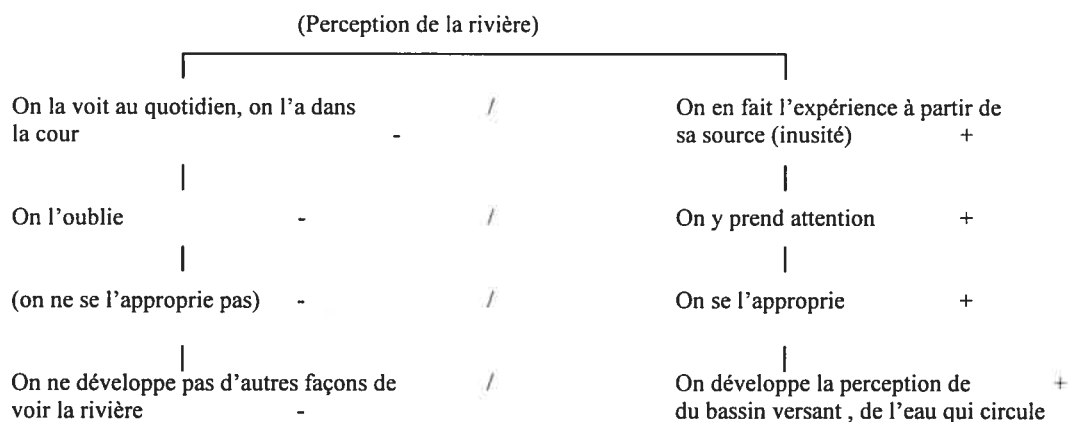 (Perception de la rivière)
On la voit au quotidien, on l'a dans / On en fait l'expérience à partir de
la cour - sa source (inusité) +
On l'oublie - / On y prend attention +
(on ne se l'approprie pas) - / On se l'approprie +
On ne développe pas d'autres façons de / On développe la perception de +
voir la rivière - du bassin versant , de l'eau qui circule